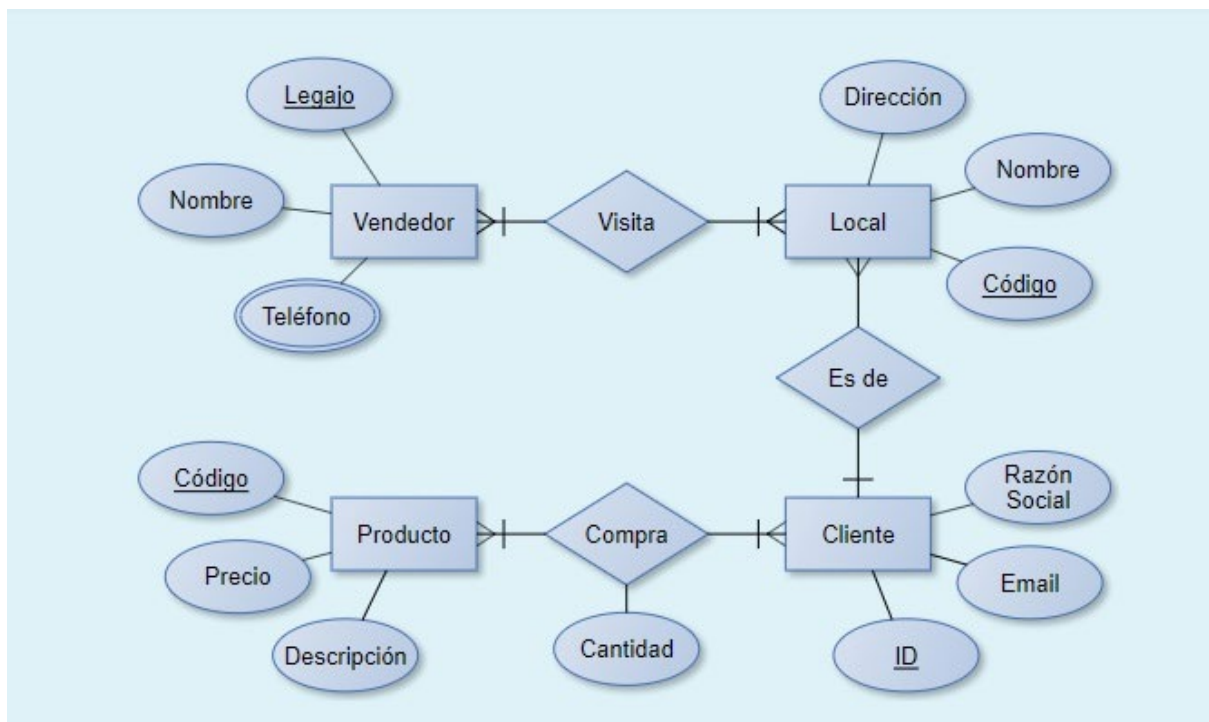 Legajo
Dirección
Nombre
Nombre
Vendedor
Visita
Local
Teléfono
Código
Es de
Código
Razón
Social
Producto
Compra
Cliente
Precio
Email
Descripción
Cantidad
ID